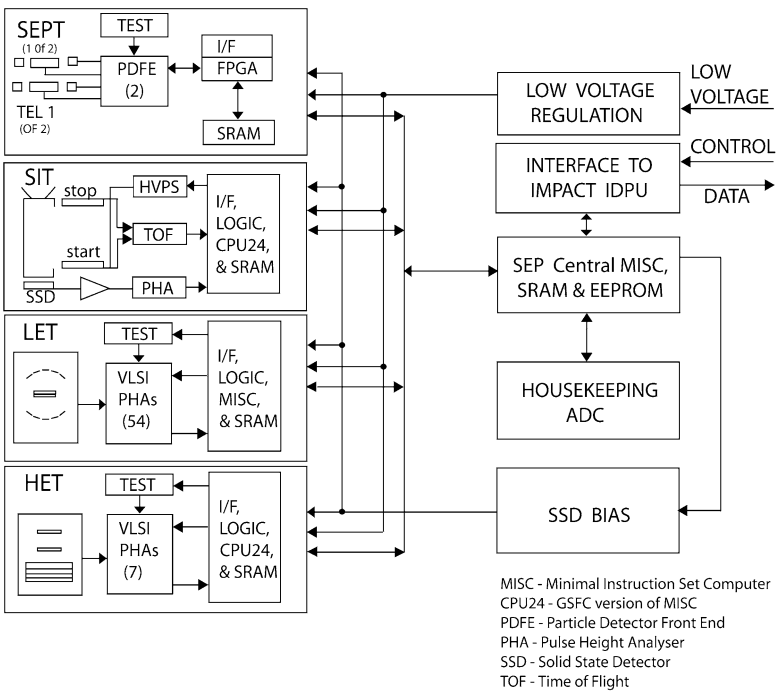 SEPT
(1 0f 2)
TEST
PDFE
(2)
I/F
FPGA
SRAM
TEL 1
(OF 2)
SIT
stop
start
SSD
HVPS
TOF
PHA
I/F,
LOGIC,
CPU24,
& SRAM
LET
TEST
VLSI
PHAs
(54)
I/F,
LOGIC,
MISC,
& SRAM
HET
TEST
VLSI
PHAs
(7)
I/F,
LOGIC,
CPU24,
& SRAM
LOW VOLTAGE
REGULATION
LOW
VOLTAGE
INTERFACE TO
IMPACT IDPU
CONTROL
DATA
SEP Central MISC,
SRAM & EEPROM
HOUSEKEEPING
ADC
SSD BIAS
MISC - Minimal Instruction Set Computer
CPU24 - GSFC version of MISC
PDFE - Particle Detector Front End
PHA - Pulse Height Analyser
SSD - Solid State Detector
TOF - Time of Flight